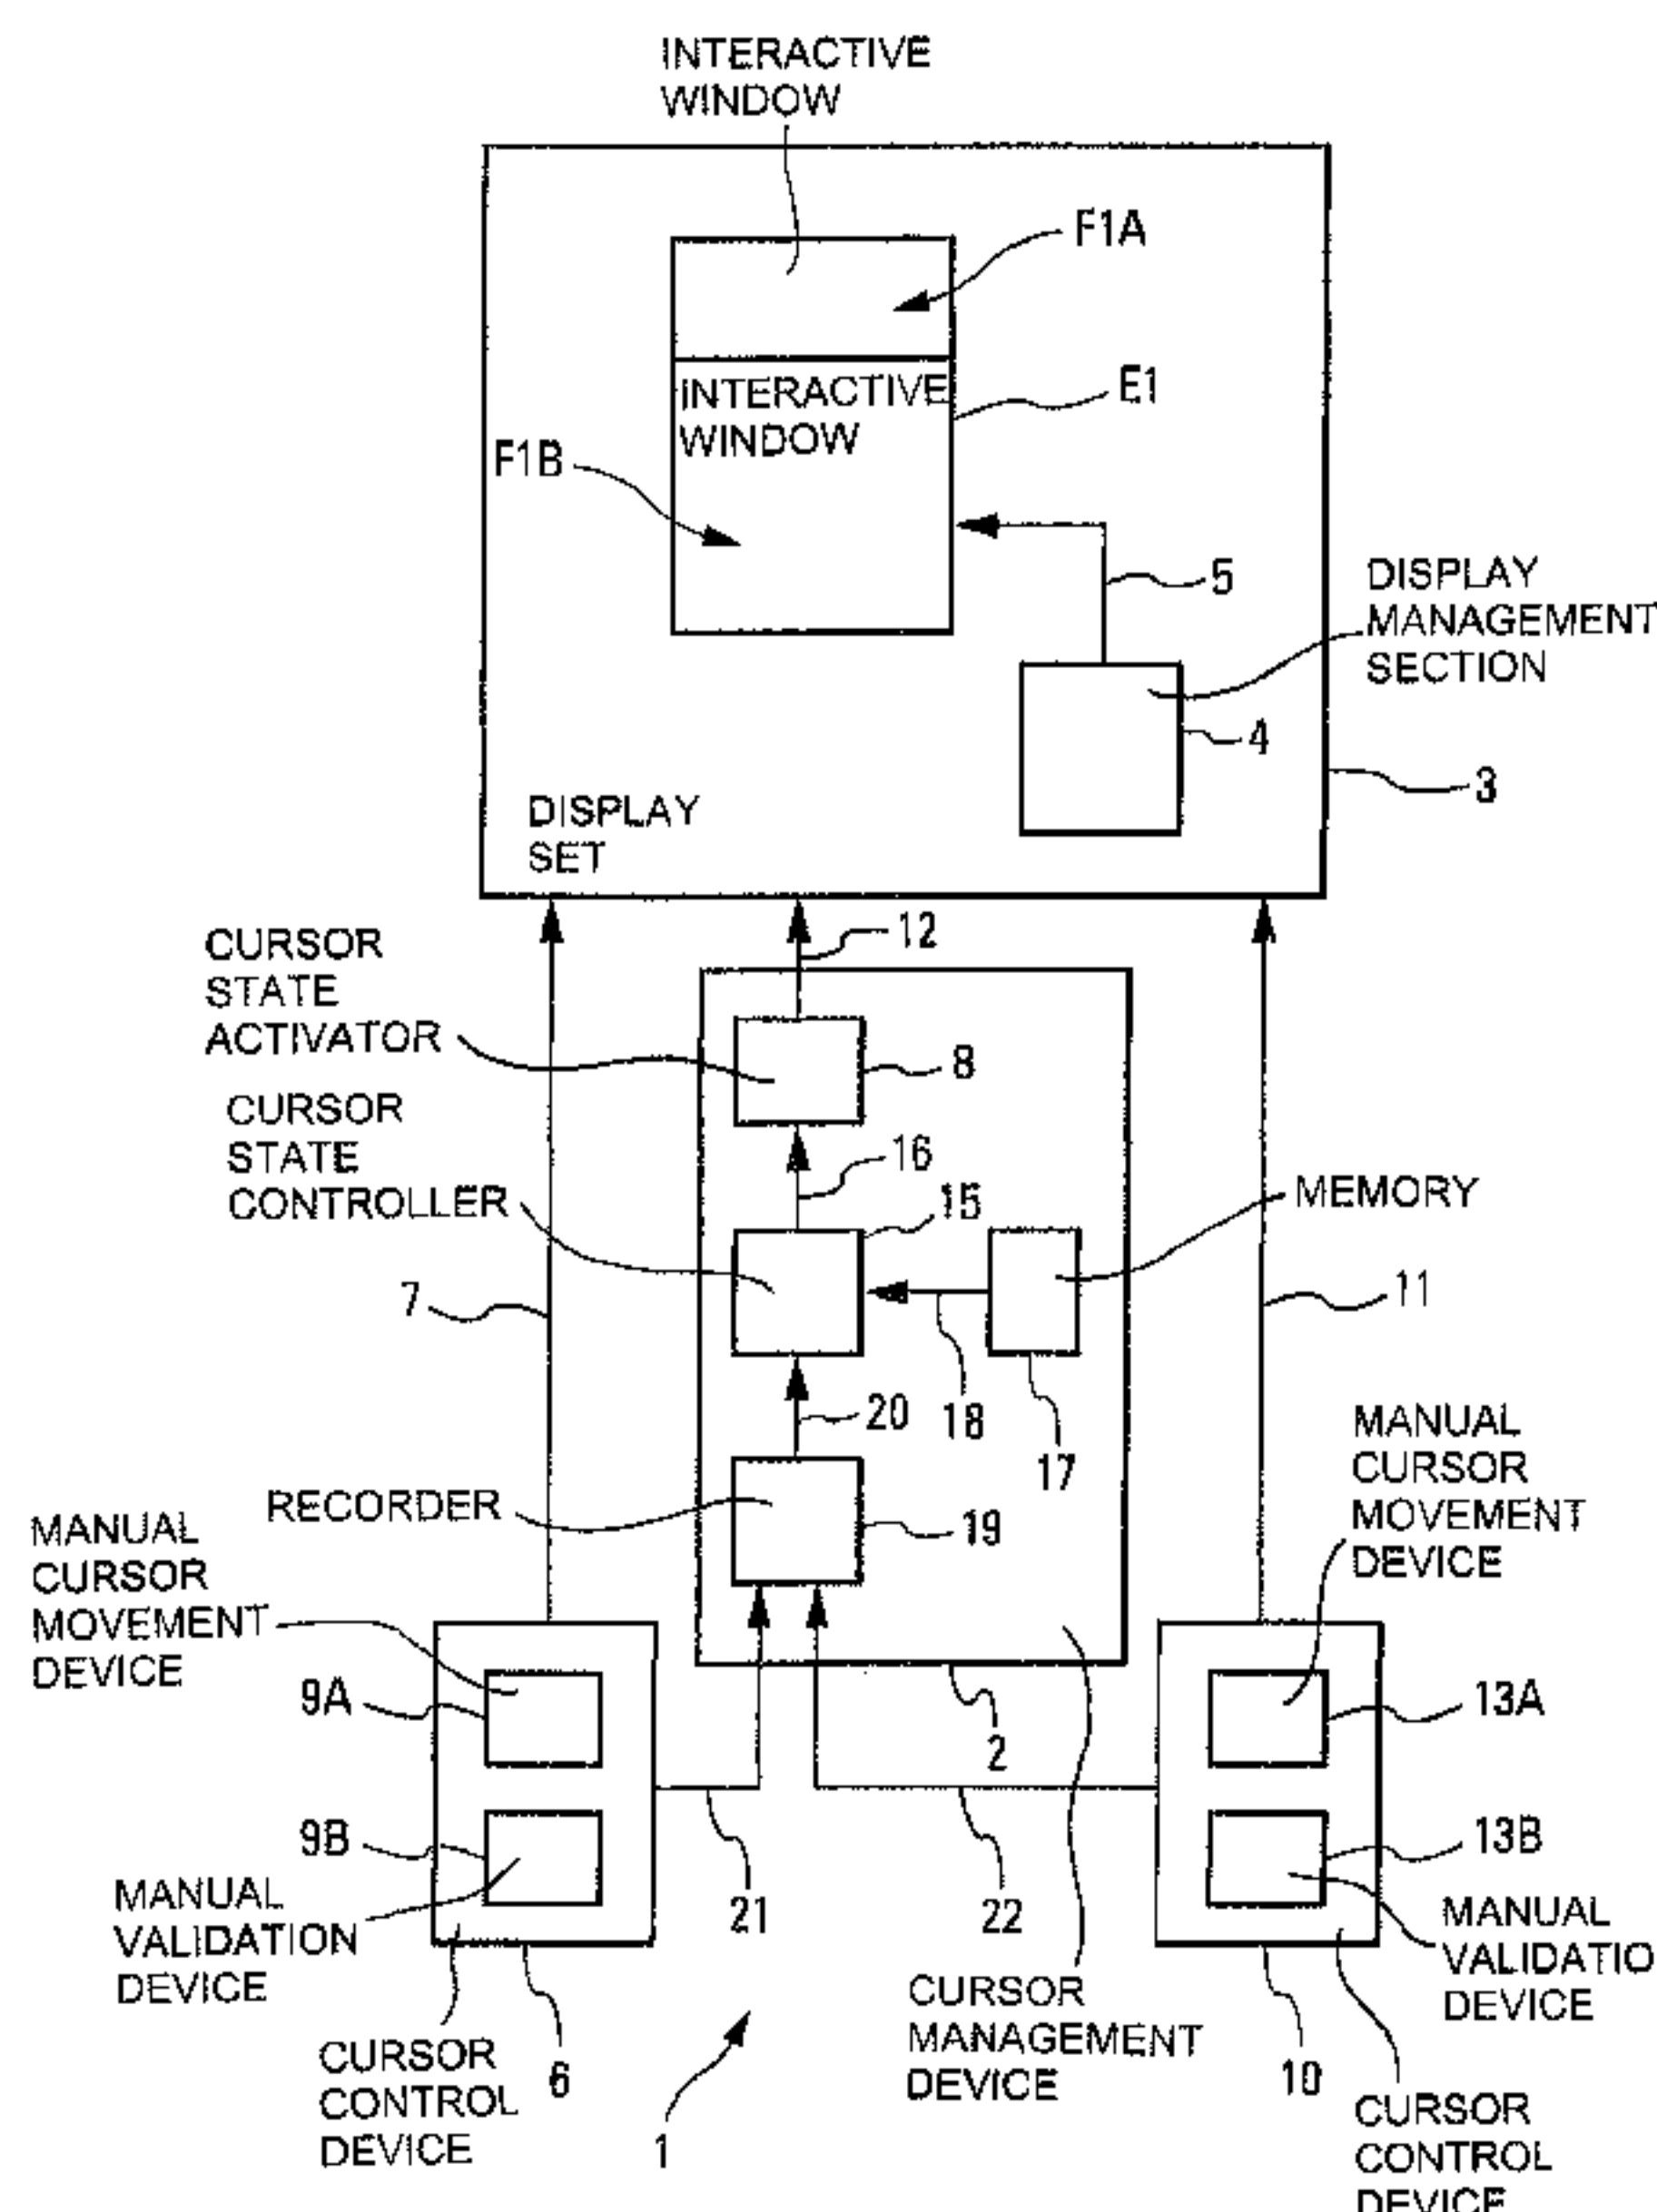 INTERACTIVE
WINDOW
F1A
INTERACTIVE
WINDOW
E1
F1B
5
DISPLAY
MANAGEMENT
SECTION
4
3
DISPLAY
SET
12
CURSOR
STATE
ACTIVATOR
8
CURSOR
STATE
CONTROLLER
16
15
MEMORY
7
11
20
18
17
MANUAL
CURSOR
MOVEMENT
DEVICE
RECORDER
19
MANUAL
CURSOR
MOVEMENT
DEVICE
9A
2
13A
9B
13B
MANUAL
VALIDATION
DEVICE
21
22
MANUAL
VALIDATIO
DEVICE
CURSOR
MANAGEMENT
DEVICE
CURSOR
CONTROL
DEVICE
6
10
1
CURSOR
CONTROL
DEVICE